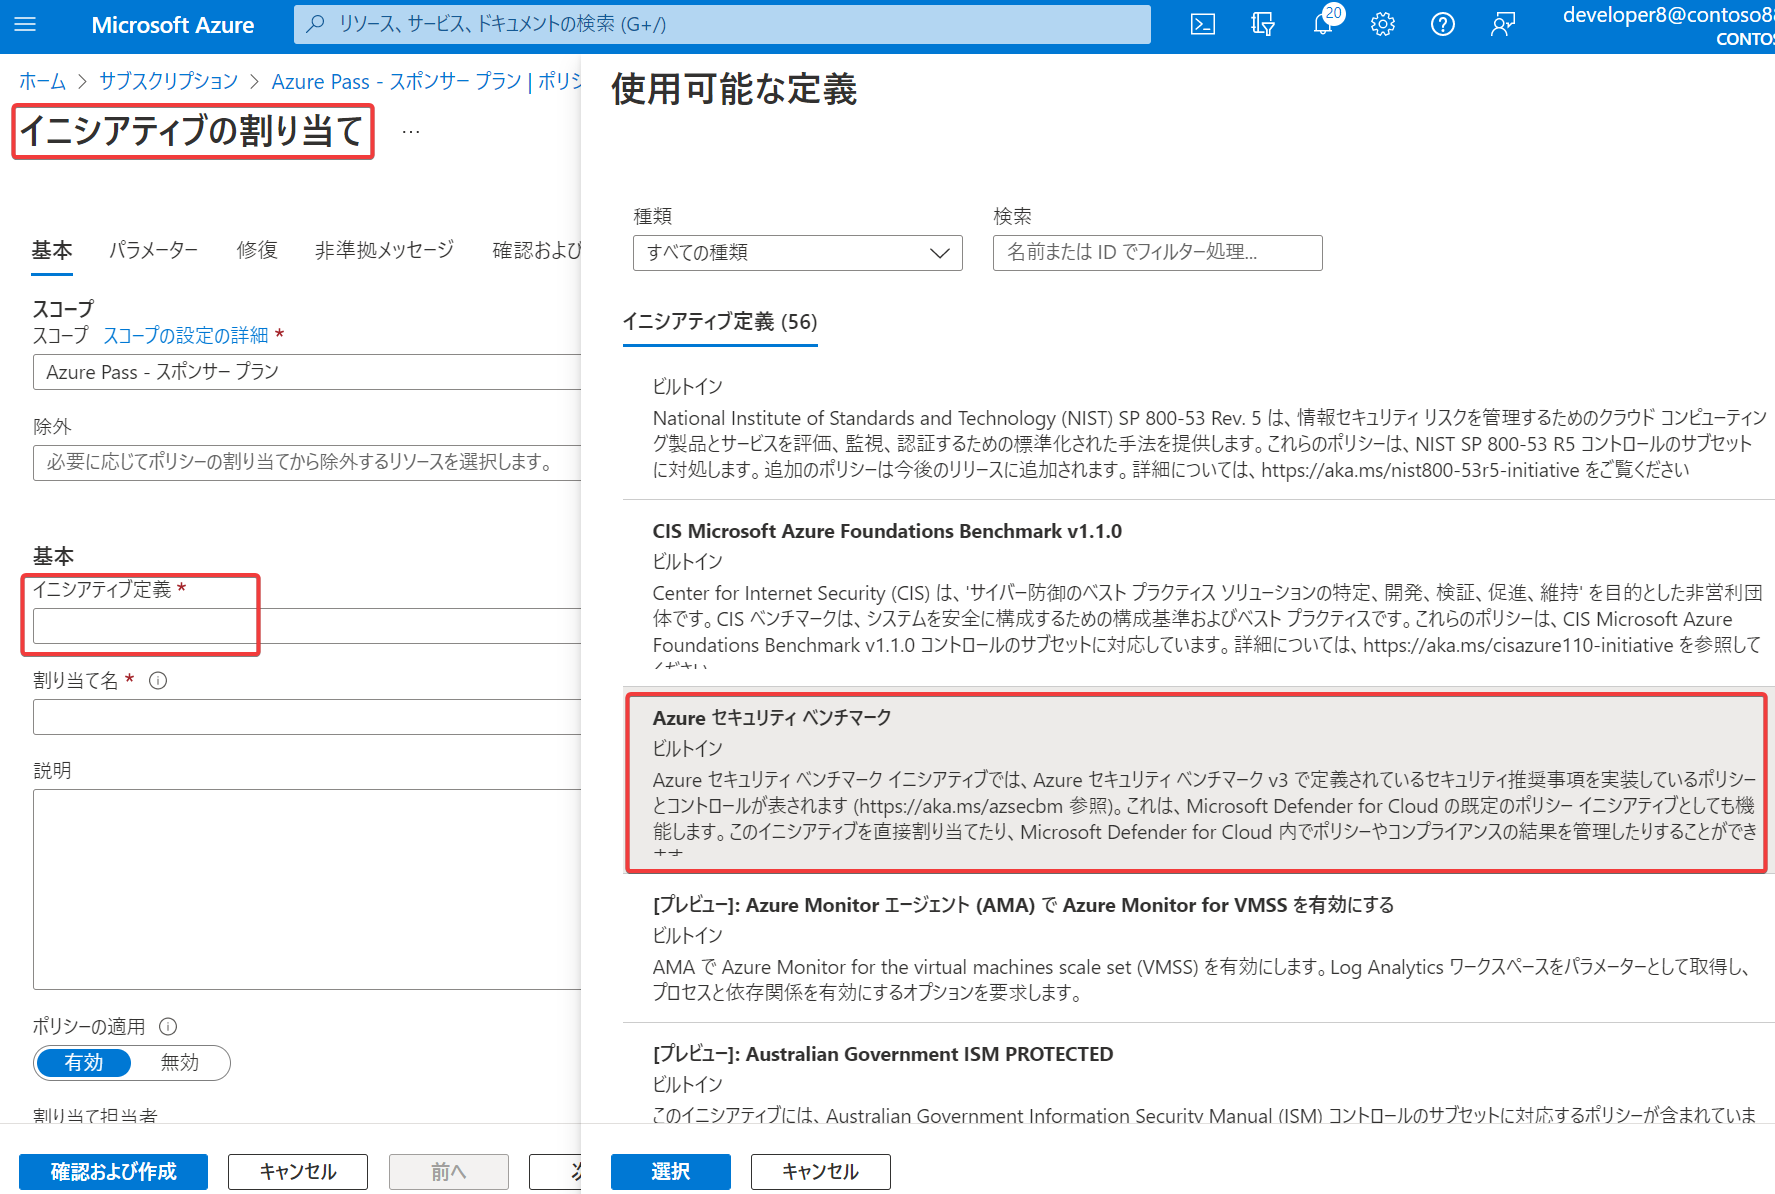 Microsoft Azure
リソース、サービス、ドキュメントの検索 (G+/)
20
developer8@contoso8
CONTOS
ホーム > サブスクリプション > Azure Pass - スポンサー プラン | ポリシ
イニシアティブの割り当て ...
基本 パラメーター 修復 非準拠メッセージ 確認および
スコープ
スコープ スコープの設定の詳細 *
Azure Pass - スポンサー プラン
除外
必要に応じてポリシーの割り当てから除外するリソースを選択します。
基本
イニシアティブ定義 *
割り当て名 *
説明
ポリシーの適用
有効 無効
割り当て担当者
確認および作成 キャンセル 前へ 次
使用可能な定義
種類 検索
すべての種類 名前または ID でフィルター処理...
イニシアティブ定義 (56)
ビルトイン
National Institute of Standards and Technology (NIST) SP 800-53 Rev. 5 は、情報セキュリティ リスクを管理するためのクラウド コンピューティン
グ製品とサービスを評価、監視、認証するための標準化された手法を提供します。これらのポリシーは、NIST SP 800-53 R5 コントロールのサブセット
に対処します。追加のポリシーは今後のリリースに追加されます。詳細については、https://aka.ms/nist800-53r5-initiative をご覧ください
CIS Microsoft Azure Foundations Benchmark v1.1.0
ビルトイン
Center for Internet Security (CIS) は、'サイバー防御のベスト プラクティス ソリューションの特定、開発、検証、促進、維持' を目的とした非営利団
体です。CIS ベンチマークは、システムを安全に構成するための構成基準およびベスト プラクティスです。これらのポリシーは、CIS Microsoft Azure
Foundations Benchmark v1.1.0 コントロールのサブセットに対応しています。詳細については、https://aka.ms/cisazure110-initiative を参照して
ください
Azure セキュリティ ベンチマーク
ビルトイン
Azure セキュリティ ベンチマーク イニシアティブでは、Azure セキュリティ ベンチマーク v3 で定義されているセキュリティ推奨事項を実装しているポリシー
とコントロールが表されます (https://aka.ms/azsecbm 参照)。これは、Microsoft Defender for Cloud の既定のポリシー イニシアティブとしても機
能します。このイニシアティブを直接割り当てたり、Microsoft Defender for Cloud 内でポリシーやコンプライアンスの結果を管理したりすることができ
ます
[プレビュー]: Azure Monitor エージェント (AMA) で Azure Monitor for VMSS を有効にする
ビルトイン
AMA で Azure Monitor for the virtual machines scale set (VMSS) を有効にします。Log Analytics ワークスペースをパラメーターとして取得し、
プロセスと依存関係を有効にするオプションを要求します。
[プレビュー]: Australian Government ISM PROTECTED
ビルトイン
このイニシアティブには、Australian Government Information Security Manual (ISM) コントロールのサブセットに対応するポリシーが含まれていま
選択 キャンセル